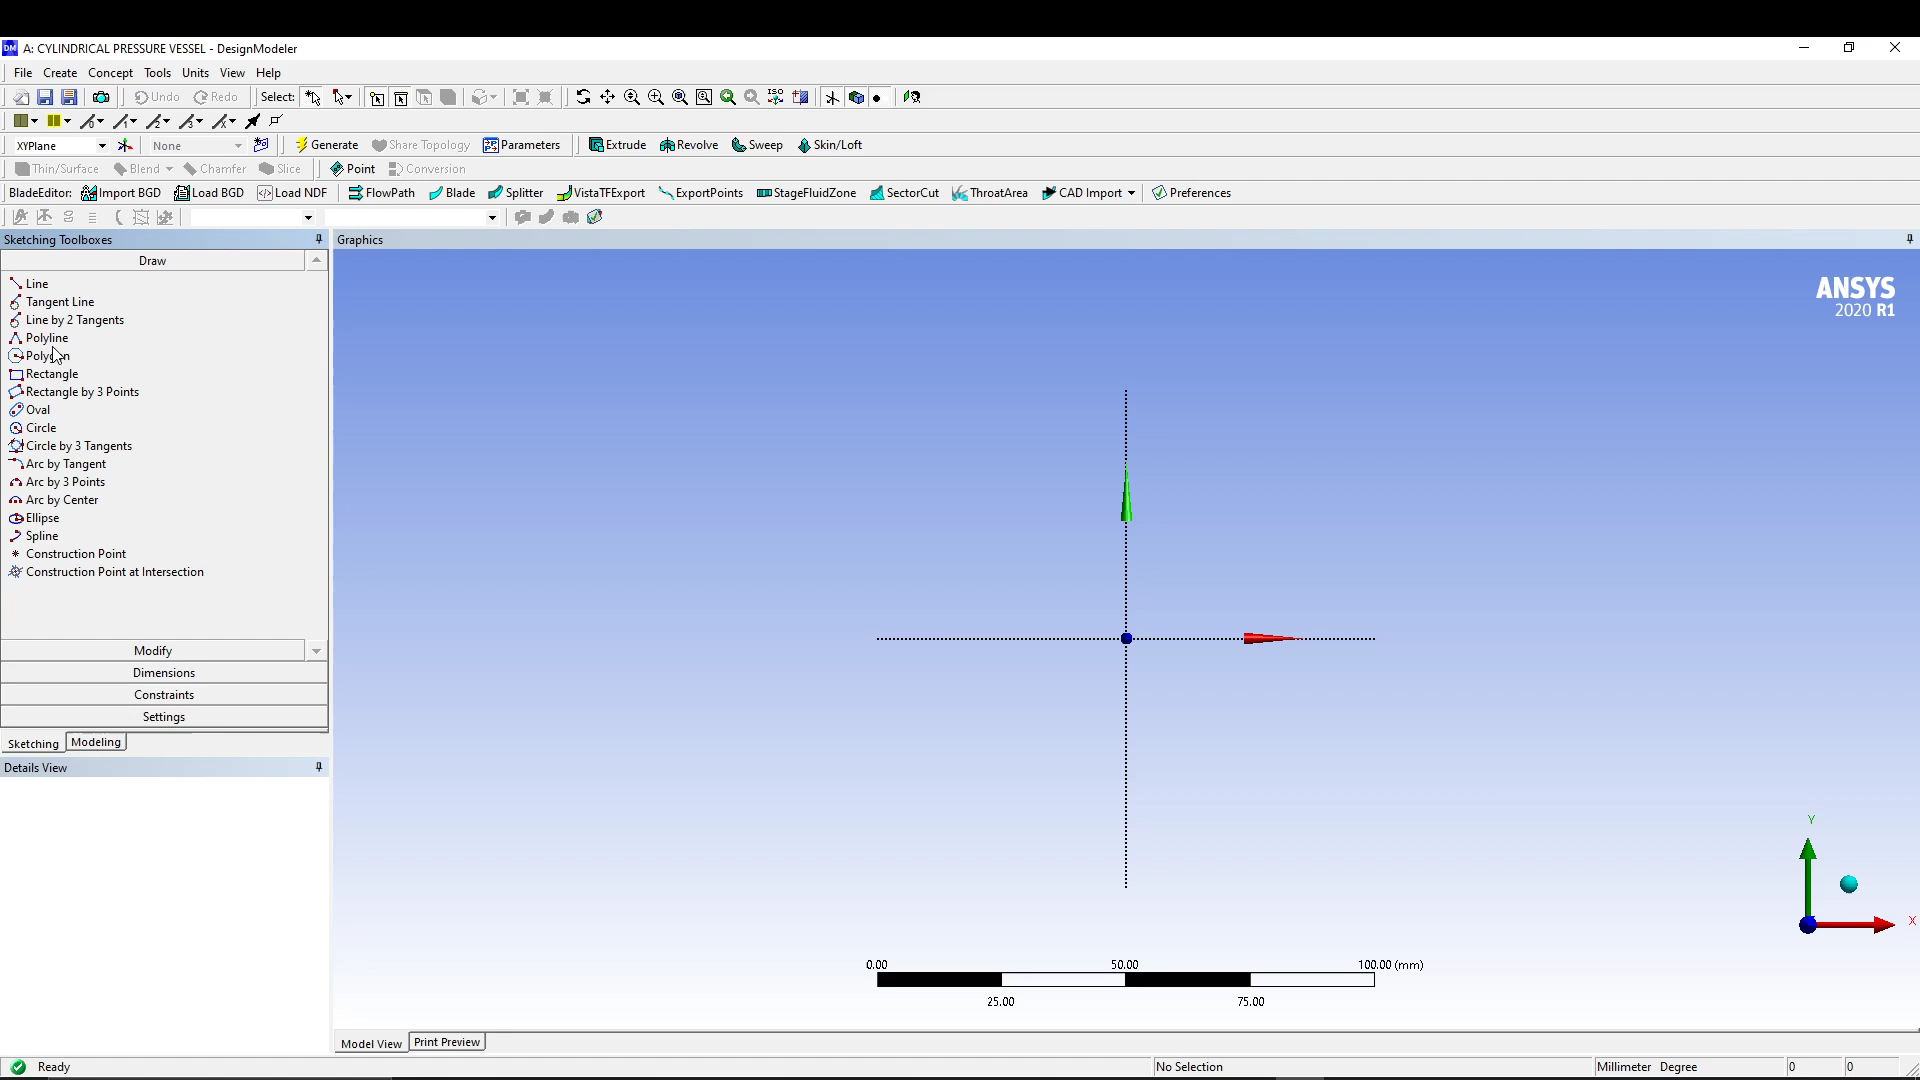 DM A: CYLINDRICAL PRESSURE VESSEL - DesignModeler
File Create Concept Tools Units View Help
Undo Redo Select: ISO
XYPlane None Generate Share Topology Parameters Extrude Revolve Sweep Skin/Loft
Thin/Surface Blend Chamfer Slice Point Conversion
BladeEditor: Import BGD Load BGD Load NDF FlowPath Blade Splitter VistaTFExport ExportPoints StageFluidZone SectorCut ThroatArea CAD Import Preferences
Sketching Toolboxes
Graphics
Draw
Line
Tangent Line
Line by 2 Tangents
Polyline
Polygon
Rectangle
Rectangle by 3 Points
Oval
Circle
Circle by 3 Tangents
Arc by Tangent
Arc by 3 Points
Arc by Center
Ellipse
Spline
Construction Point
Construction Point at Intersection
Modify
Dimensions
Constraints
Settings
Sketching Modeling
Details View
ANSYS
2020 R1
Y
X
0.00 50.00 100.00 (mm)
25.00 75.00
Model View Print Preview
Ready No Selection Millimeter Degree 0 0